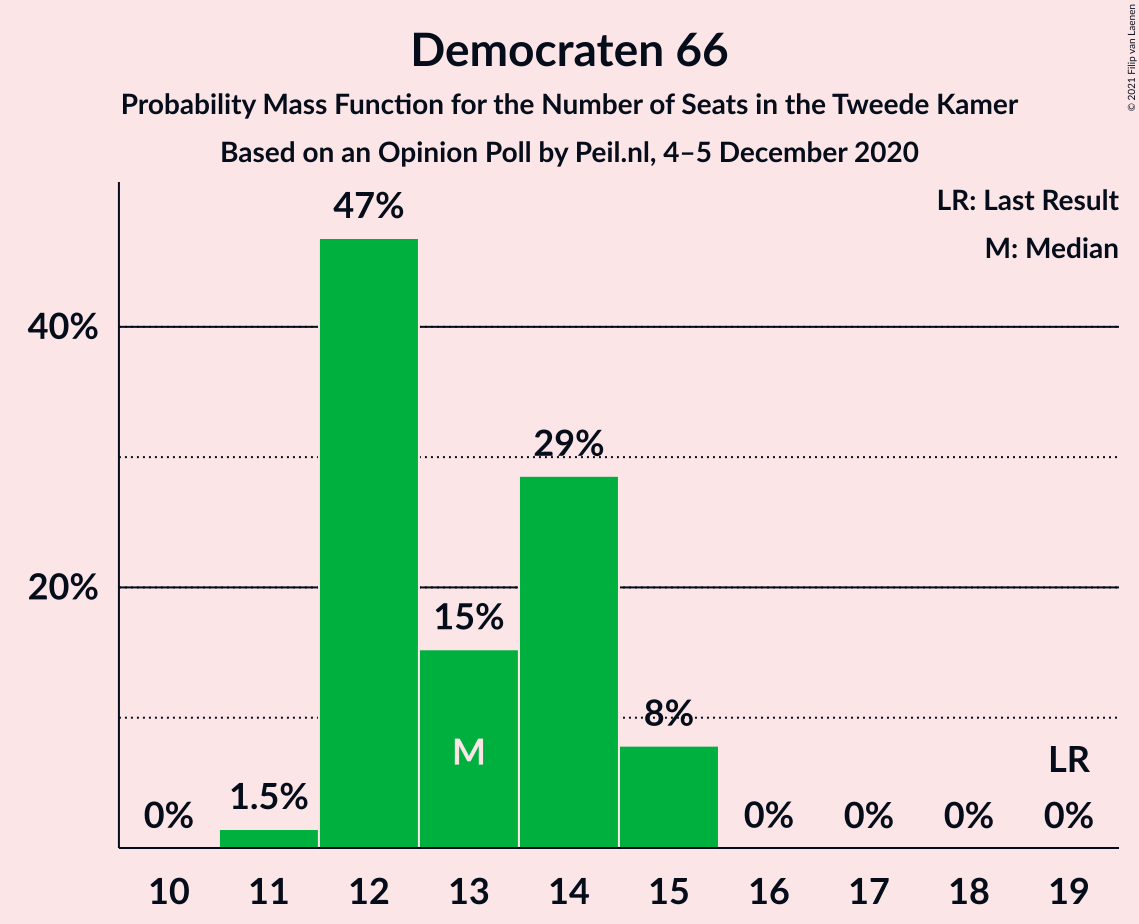 Democraten 66
Probability Mass Function for the Number of Seats in the Tweede Kamer
Based on an Opinion Poll by Peil.nl, 4–5 December 2020
© 2021 Filip van Laenen
LR: Last Result
M: Median
40%
20%
0%
1.5%
47%
15%
29%
8%
0%
0%
0%
0%
M
LR
10 11 12 13 14 15 16 17 18 19